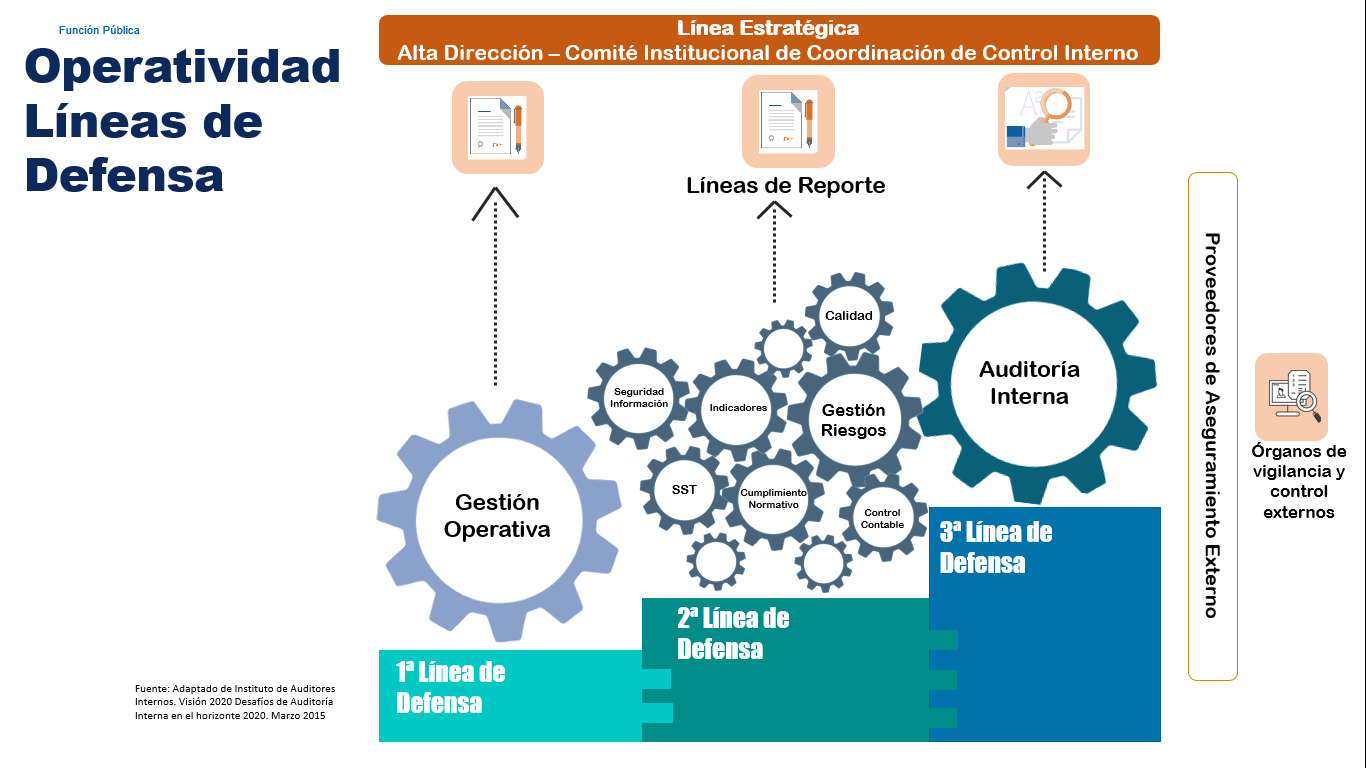 Función Pública
Operatividad
Líneas de
Defensa
Línea Estratégica
Alta Dirección – Comité Institucional de Coordinación de Control Interno
Líneas de Reporte
Calidad
Seguridad
Información
Indicadores
Gestión
Riesgos
SST
Cumplimiento
Normativo
Control
Contable
Gestión
Operativa
Auditoría
Interna
1ª Línea de
Defensa
2ª Línea de
Defensa
3ª Línea de
Defensa
Proveedores de Aseguramiento Externo
Órganos de
vigilancia y
control
externos
Fuente: Adaptado de Instituto de Auditores
Internos. Visión 2020 Desafíos de Auditoría
Interna en el horizonte 2020. Marzo 2015